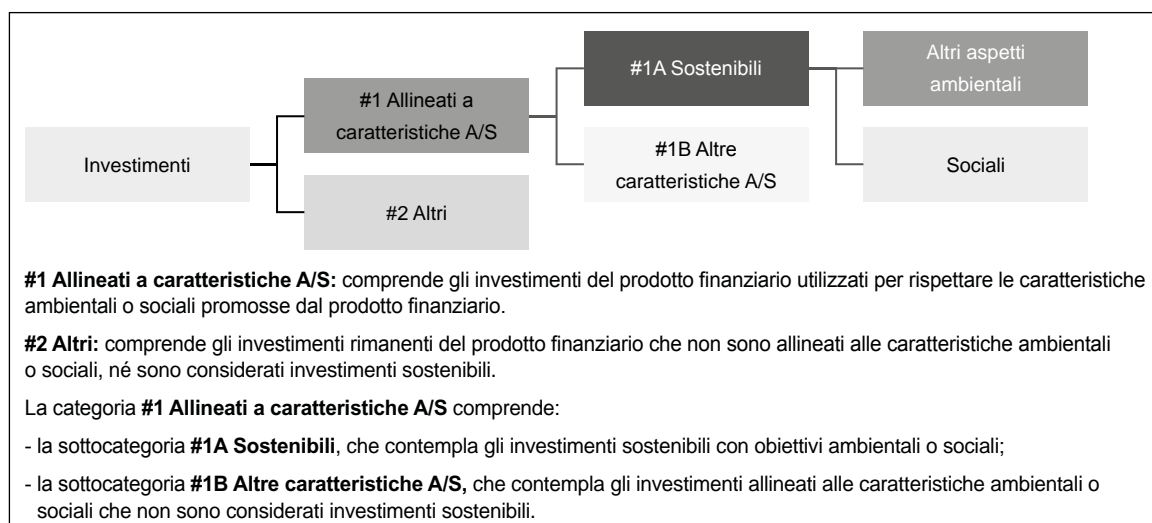 Investimenti
#1 Allineati a
caratteristiche A/S
#2 Altri
#1A Sostenibili
#1B Altre
caratteristiche A/S
Altri aspetti
ambientali
Sociali
#1 Allineati a caratteristiche A/S: comprende gli investimenti del prodotto finanziario utilizzati per rispettare le caratteristiche
ambientali o sociali promosse dal prodotto finanziario.
#2 Altri: comprende gli investimenti rimanenti del prodotto finanziario che non sono allineati alle caratteristiche ambientali
o sociali, né sono considerati investimenti sostenibili.
La categoria #1 Allineati a caratteristiche A/S comprende:
- la sottocategoria #1A Sostenibili, che contempla gli investimenti sostenibili con obiettivi ambientali o sociali;
- la sottocategoria #1B Altre caratteristiche A/S, che contempla gli investimenti allineati alle caratteristiche ambientali o
sociali che non sono considerati investimenti sostenibili.